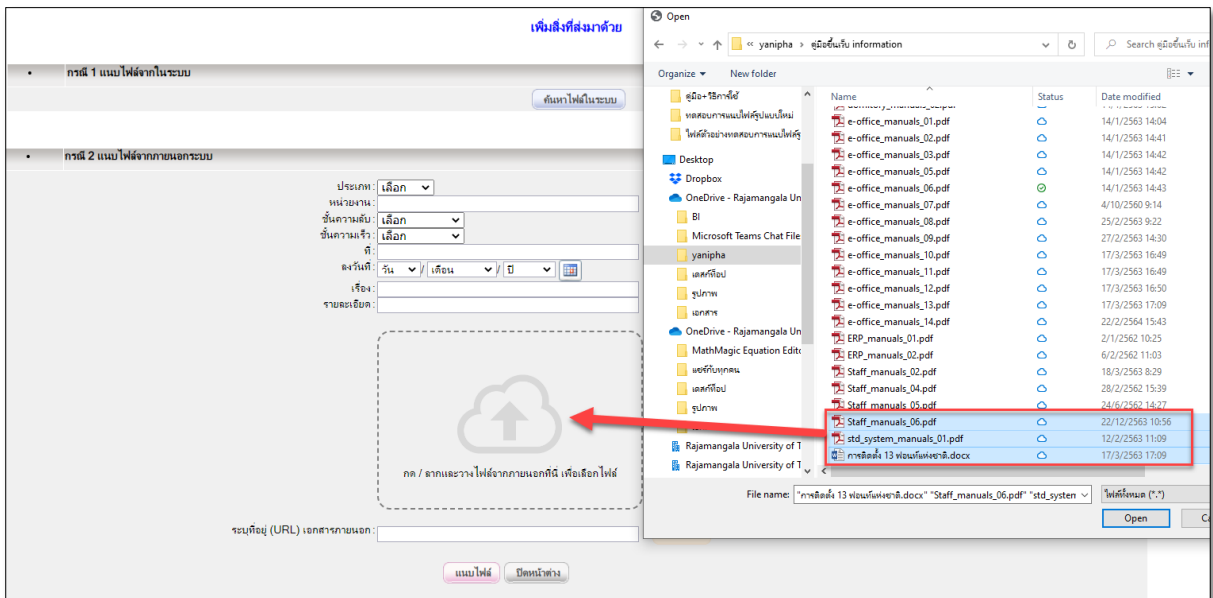 เพิ่มสิ่งที่ส่งมาด้วย
• กรณี 1 แนบไฟล์จากในระบบ
ค้นหาไฟล์ในระบบ
• กรณี 2 แนบไฟล์จากภายนอกระบบ
ประเภท : เลือก
หน่วยงาน :
ชั้นความลับ : เลือก
ชั้นความเร็ว : เลือก
ที่ :
ลงวันที่ : วัน / เดือน / ปี
เรื่อง :
รายละเอียด :
กด / ลากและวางไฟล์จากภายนอกที่นี่ เพื่อเลือกไฟล์
ระบุที่อยู่ (URL) เอกสารภายนอก :
แนบไฟล์ ปิดหน้าต่าง
Open
« yanipha › คู่มือขึ้นเว็บ information
Search คู่มือขึ้นเว็บ inf
Organize New folder
คู่มือ+วิธีการใช้
ทดสอบการแนบไฟล์รูปแบบใหม่
ไฟล์ตัวอย่างทดสอบการแนบไฟล์รู
Desktop
Dropbox
OneDrive - Rajamangala Un
BI
Microsoft Teams Chat File
yanipha
เดสก์ท็อป
รูปภาพ
เอกสาร
OneDrive - Rajamangala Un
MathMagic Equation Edito
แชร์กับทุกคน
เดสก์ท็อป
รูปภาพ
Rajamangala University of T
Rajamangala University of T
Name Status Date modified
e-office_manuals_01.pdf 14/1/2563 14:04
e-office_manuals_02.pdf 14/1/2563 14:41
e-office_manuals_03.pdf 14/1/2563 14:42
e-office_manuals_05.pdf 14/1/2563 14:42
e-office_manuals_06.pdf 14/1/2563 14:43
e-office_manuals_07.pdf 4/10/2560 9:14
e-office_manuals_08.pdf 25/2/2563 9:22
e-office_manuals_09.pdf 27/2/2563 14:30
e-office_manuals_10.pdf 17/3/2563 16:49
e-office_manuals_11.pdf 17/3/2563 16:49
e-office_manuals_12.pdf 17/3/2563 16:50
e-office_manuals_13.pdf 17/3/2563 17:09
e-office_manuals_14.pdf 22/2/2564 15:43
ERP_manuals_01.pdf 2/1/2562 10:25
ERP_manuals_02.pdf 6/2/2562 11:03
Staff_manuals_02.pdf 18/3/2563 8:29
Staff_manuals_04.pdf 28/2/2562 15:39
Staff_manuals_05.pdf 24/6/2562 14:27
Staff_manuals_06.pdf 22/12/2563 10:56
std_system_manuals_01.pdf 12/2/2563 11:09
การติดตั้ง 13 ฟอนท์แห่งชาติ.docx 17/3/2563 17:09
File name: "การติดตั้ง 13 ฟอนท์แห่งชาติ.docx" "Staff_manuals_06.pdf" "std_system ไฟล์ทั้งหมด (*.*)
Open